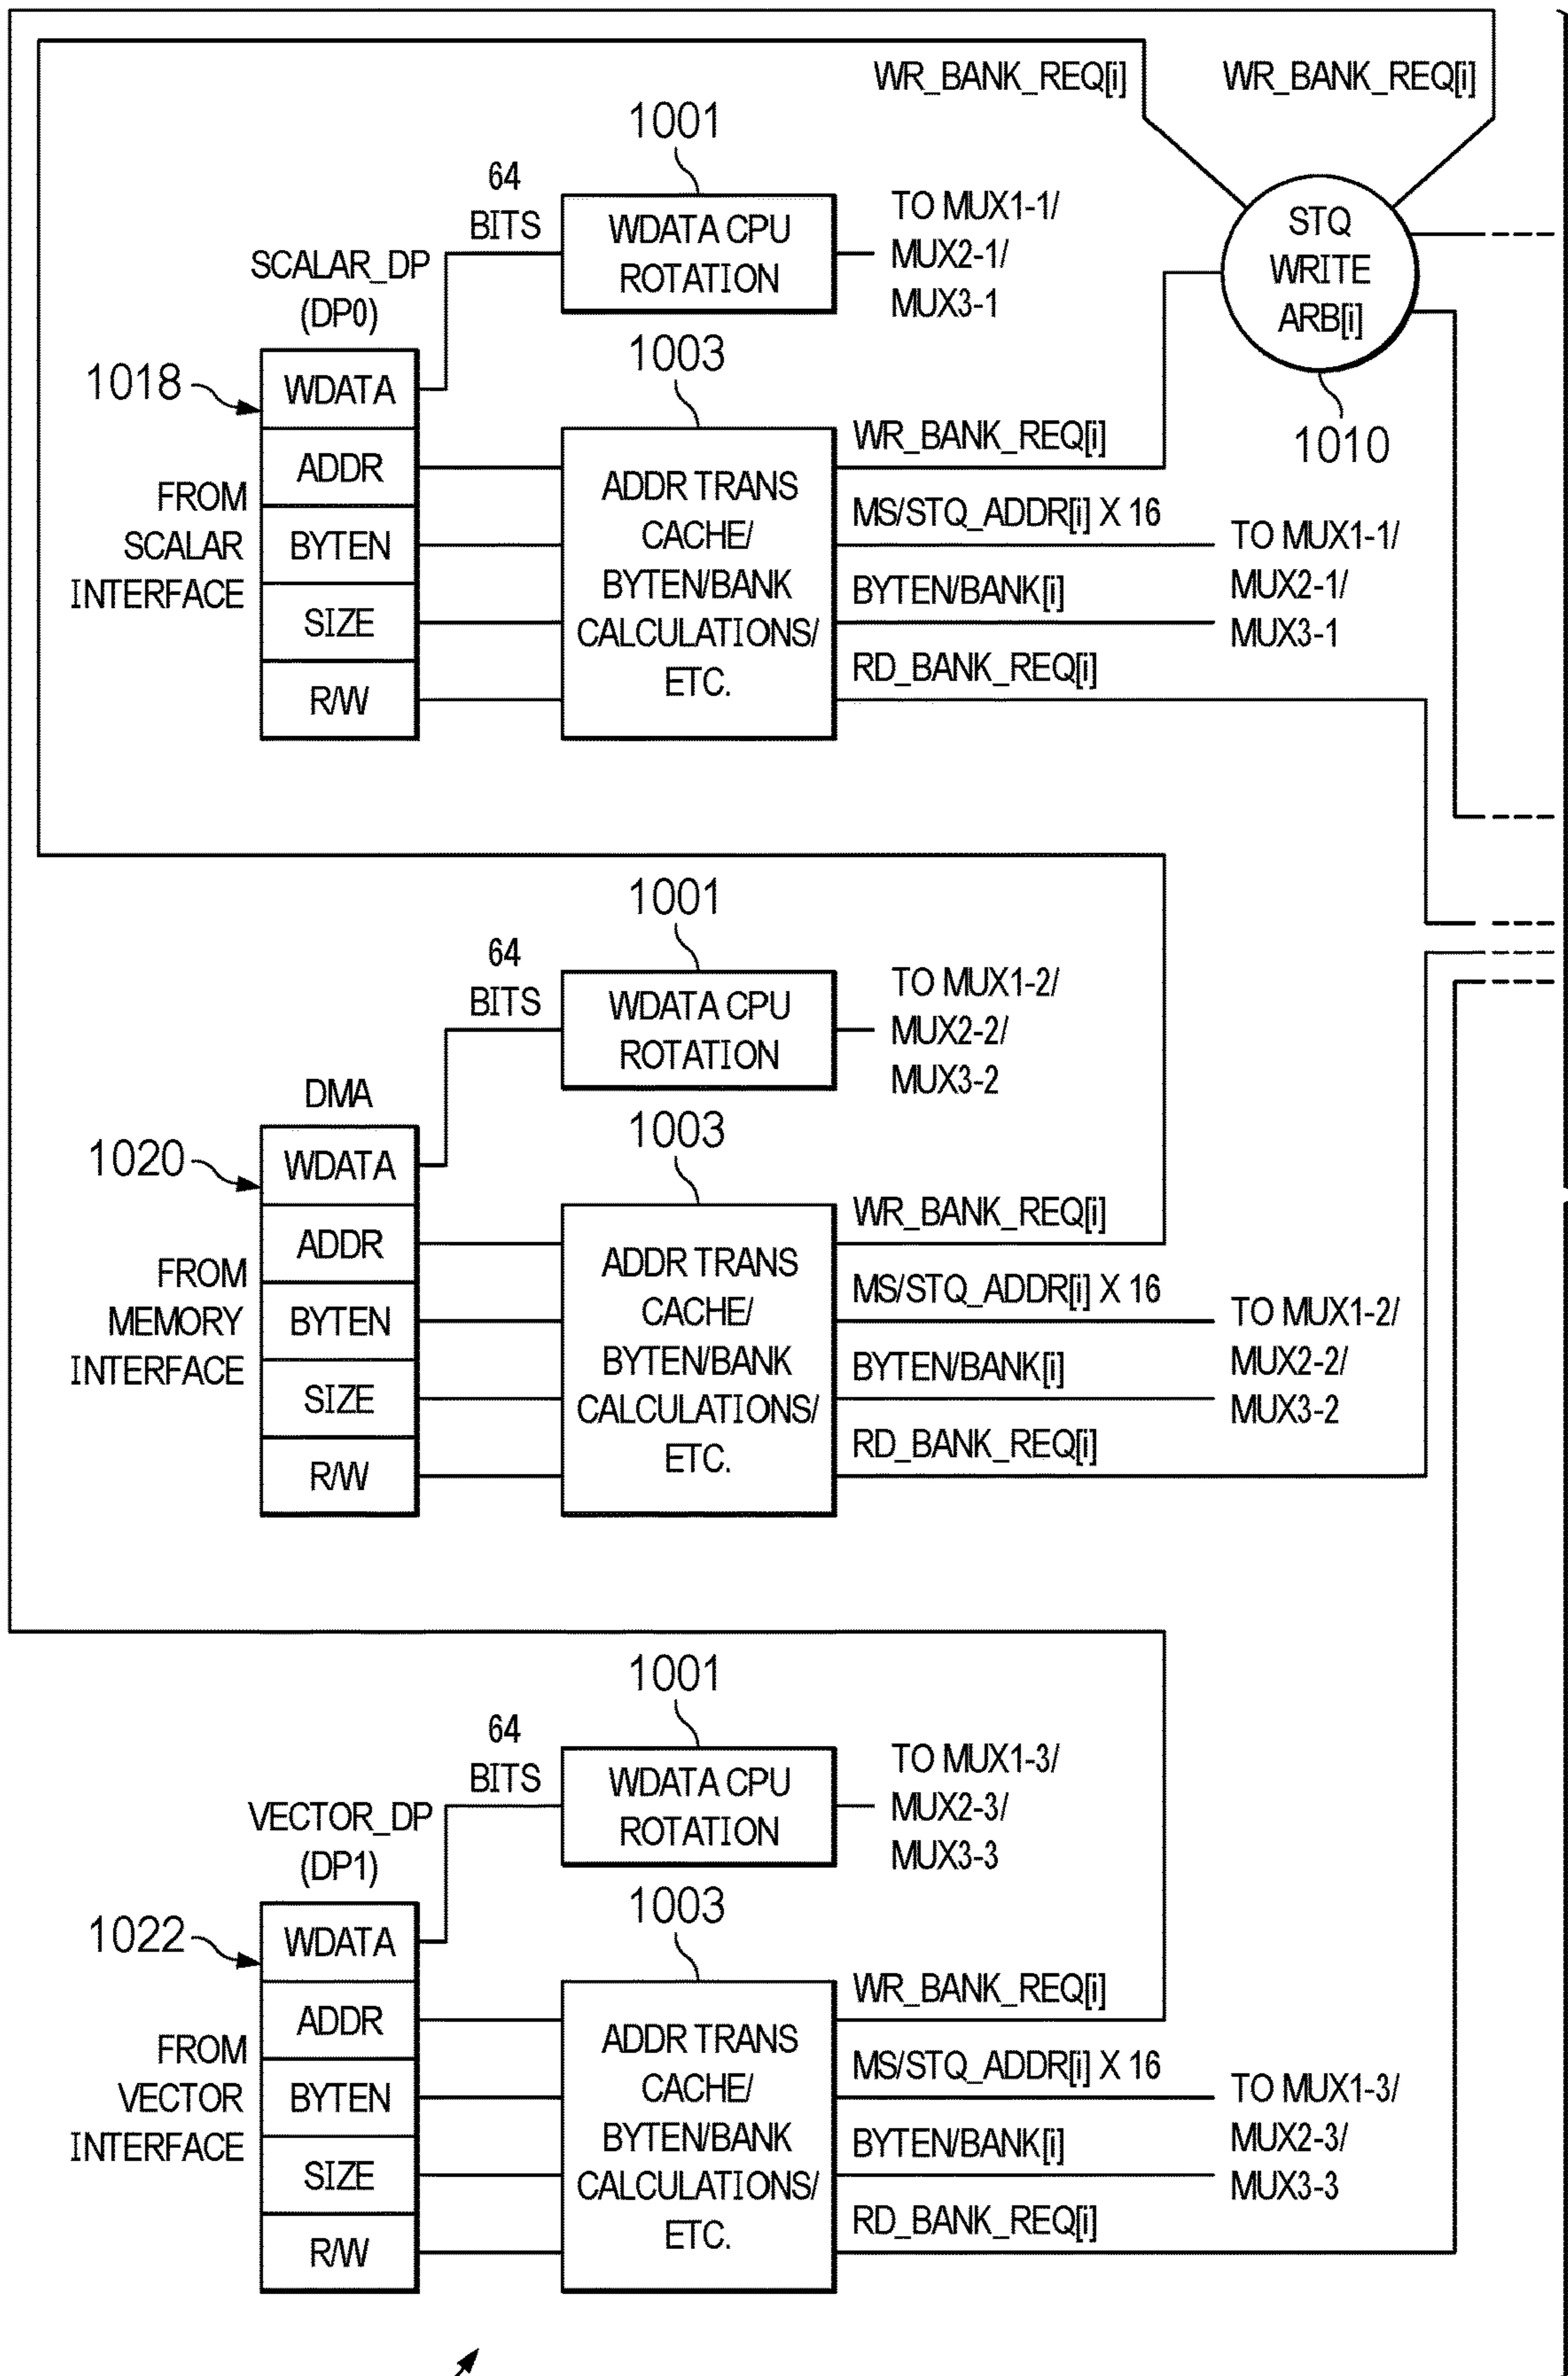 WR_BANK_REQ[i]
WR_BANK_REQ[i]
1001
64
BITS
WDATA CPU
ROTATION
TO MUX1-1/
MUX2-1/
MUX3-1
STQ
WRITE
ARB[i]
1010
SCALAR_DP
(DP0)
1018
WDATA
ADDR
BYTEN
SIZE
R/W
FROM
SCALAR
INTERFACE
1003
ADDR TRANS
CACHE/
BYTEN/BANK
CALCULATIONS/
ETC.
WR_BANK_REQ[i]
MS/STQ_ADDR[i] X 16
BYTEN/BANK[i]
RD_BANK_REQ[i]
TO MUX1-1/
MUX2-1/
MUX3-1
1001
64
BITS
WDATA CPU
ROTATION
TO MUX1-2/
MUX2-2/
MUX3-2
DMA
1020
WDATA
ADDR
BYTEN
SIZE
R/W
FROM
MEMORY
INTERFACE
1003
ADDR TRANS
CACHE/
BYTEN/BANK
CALCULATIONS/
ETC.
WR_BANK_REQ[i]
MS/STQ_ADDR[i] X 16
BYTEN/BANK[i]
RD_BANK_REQ[i]
TO MUX1-2/
MUX2-2/
MUX3-2
1001
64
BITS
WDATA CPU
ROTATION
TO MUX1-3/
MUX2-3/
MUX3-3
VECTOR_DP
(DP1)
1022
WDATA
ADDR
BYTEN
SIZE
R/W
FROM
VECTOR
INTERFACE
1003
ADDR TRANS
CACHE/
BYTEN/BANK
CALCULATIONS/
ETC.
WR_BANK_REQ[i]
MS/STQ_ADDR[i] X 16
BYTEN/BANK[i]
RD_BANK_REQ[i]
TO MUX1-3/
MUX2-3/
MUX3-3